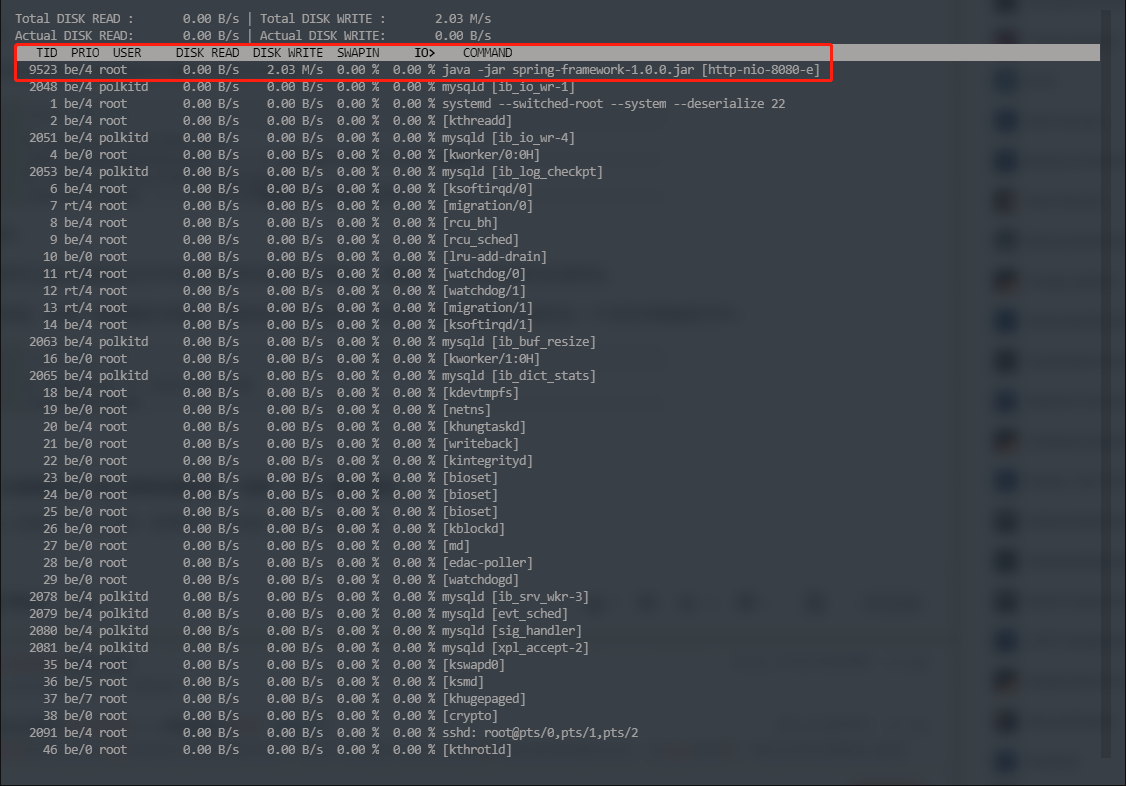 Total DISK READ :       0.00 B/s | Total DISK WRITE :       2.03 M/s
Actual DISK READ:       0.00 B/s | Actual DISK WRITE:       0.00 B/s
TID  PRIO  USER     DISK READ  DISK WRITE  SWAPIN     IO>    COMMAND
9523 be/4 root        0.00 B/s    2.03 M/s  0.00 %  0.00 % java -jar spring-framework-1.0.0.jar [http-nio-8080-e]
2048 be/4 polkitd     0.00 B/s    0.00 B/s  0.00 %  0.00 % mysqld [ib_io_wr-1]
1 be/4 root        0.00 B/s    0.00 B/s  0.00 %  0.00 % systemd --switched-root --system --deserialize 22
2 be/4 root        0.00 B/s    0.00 B/s  0.00 %  0.00 % [kthreadd]
2051 be/4 polkitd     0.00 B/s    0.00 B/s  0.00 %  0.00 % mysqld [ib_io_wr-4]
4 be/0 root        0.00 B/s    0.00 B/s  0.00 %  0.00 % [kworker/0:0H]
2053 be/4 polkitd     0.00 B/s    0.00 B/s  0.00 %  0.00 % mysqld [ib_log_checkpt]
6 be/4 root        0.00 B/s    0.00 B/s  0.00 %  0.00 % [ksoftirqd/0]
7 rt/4 root        0.00 B/s    0.00 B/s  0.00 %  0.00 % [migration/0]
8 be/4 root        0.00 B/s    0.00 B/s  0.00 %  0.00 % [rcu_bh]
9 be/4 root        0.00 B/s    0.00 B/s  0.00 %  0.00 % [rcu_sched]
10 be/0 root        0.00 B/s    0.00 B/s  0.00 %  0.00 % [lru-add-drain]
11 rt/4 root        0.00 B/s    0.00 B/s  0.00 %  0.00 % [watchdog/0]
12 rt/4 root        0.00 B/s    0.00 B/s  0.00 %  0.00 % [watchdog/1]
13 rt/4 root        0.00 B/s    0.00 B/s  0.00 %  0.00 % [migration/1]
14 be/4 root        0.00 B/s    0.00 B/s  0.00 %  0.00 % [ksoftirqd/1]
2063 be/4 polkitd     0.00 B/s    0.00 B/s  0.00 %  0.00 % mysqld [ib_buf_resize]
16 be/0 root        0.00 B/s    0.00 B/s  0.00 %  0.00 % [kworker/1:0H]
2065 be/4 polkitd     0.00 B/s    0.00 B/s  0.00 %  0.00 % mysqld [ib_dict_stats]
18 be/4 root        0.00 B/s    0.00 B/s  0.00 %  0.00 % [kdevtmpfs]
19 be/0 root        0.00 B/s    0.00 B/s  0.00 %  0.00 % [netns]
20 be/4 root        0.00 B/s    0.00 B/s  0.00 %  0.00 % [khungtaskd]
21 be/0 root        0.00 B/s    0.00 B/s  0.00 %  0.00 % [writeback]
22 be/0 root        0.00 B/s    0.00 B/s  0.00 %  0.00 % [kintegrityd]
23 be/0 root        0.00 B/s    0.00 B/s  0.00 %  0.00 % [bioset]
24 be/0 root        0.00 B/s    0.00 B/s  0.00 %  0.00 % [bioset]
25 be/0 root        0.00 B/s    0.00 B/s  0.00 %  0.00 % [bioset]
26 be/0 root        0.00 B/s    0.00 B/s  0.00 %  0.00 % [kblockd]
27 be/0 root        0.00 B/s    0.00 B/s  0.00 %  0.00 % [md]
28 be/0 root        0.00 B/s    0.00 B/s  0.00 %  0.00 % [edac-poller]
29 be/0 root        0.00 B/s    0.00 B/s  0.00 %  0.00 % [watchdogd]
2078 be/4 polkitd     0.00 B/s    0.00 B/s  0.00 %  0.00 % mysqld [ib_srv_wkr-3]
2079 be/4 polkitd     0.00 B/s    0.00 B/s  0.00 %  0.00 % mysqld [evt_sched]
2080 be/4 polkitd     0.00 B/s    0.00 B/s  0.00 %  0.00 % mysqld [sig_handler]
2081 be/4 polkitd     0.00 B/s    0.00 B/s  0.00 %  0.00 % mysqld [xpl_accept-2]
35 be/4 root        0.00 B/s    0.00 B/s  0.00 %  0.00 % [kswapd0]
36 be/5 root        0.00 B/s    0.00 B/s  0.00 %  0.00 % [ksmd]
37 be/7 root        0.00 B/s    0.00 B/s  0.00 %  0.00 % [khugepaged]
38 be/0 root        0.00 B/s    0.00 B/s  0.00 %  0.00 % [crypto]
2091 be/4 root        0.00 B/s    0.00 B/s  0.00 %  0.00 % sshd: root@pts/0,pts/1,pts/2
46 be/0 root        0.00 B/s    0.00 B/s  0.00 %  0.00 % [kthrotld]